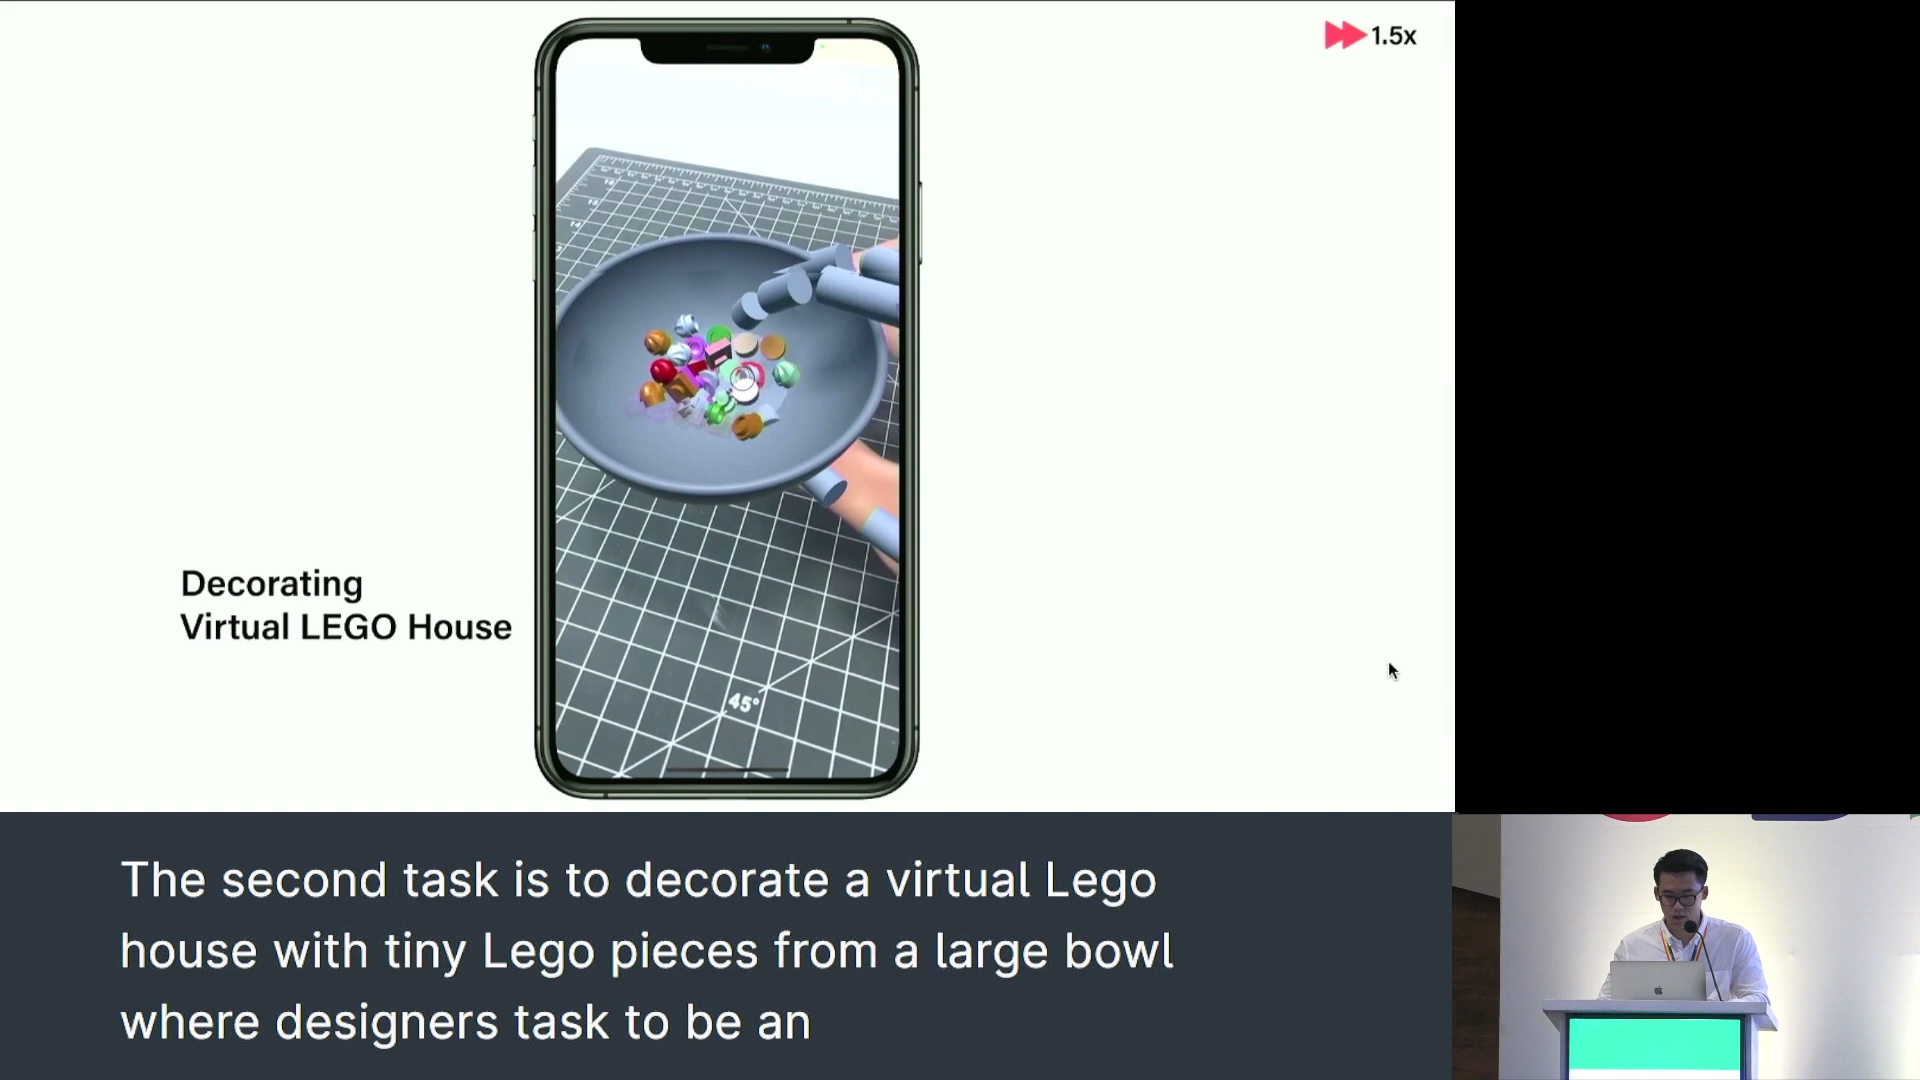 1.5x
45°
Decorating
Virtual LEGO House
The second task is to decorate a virtual Lego
house with tiny Lego pieces from a large bowl
where designers task to be an